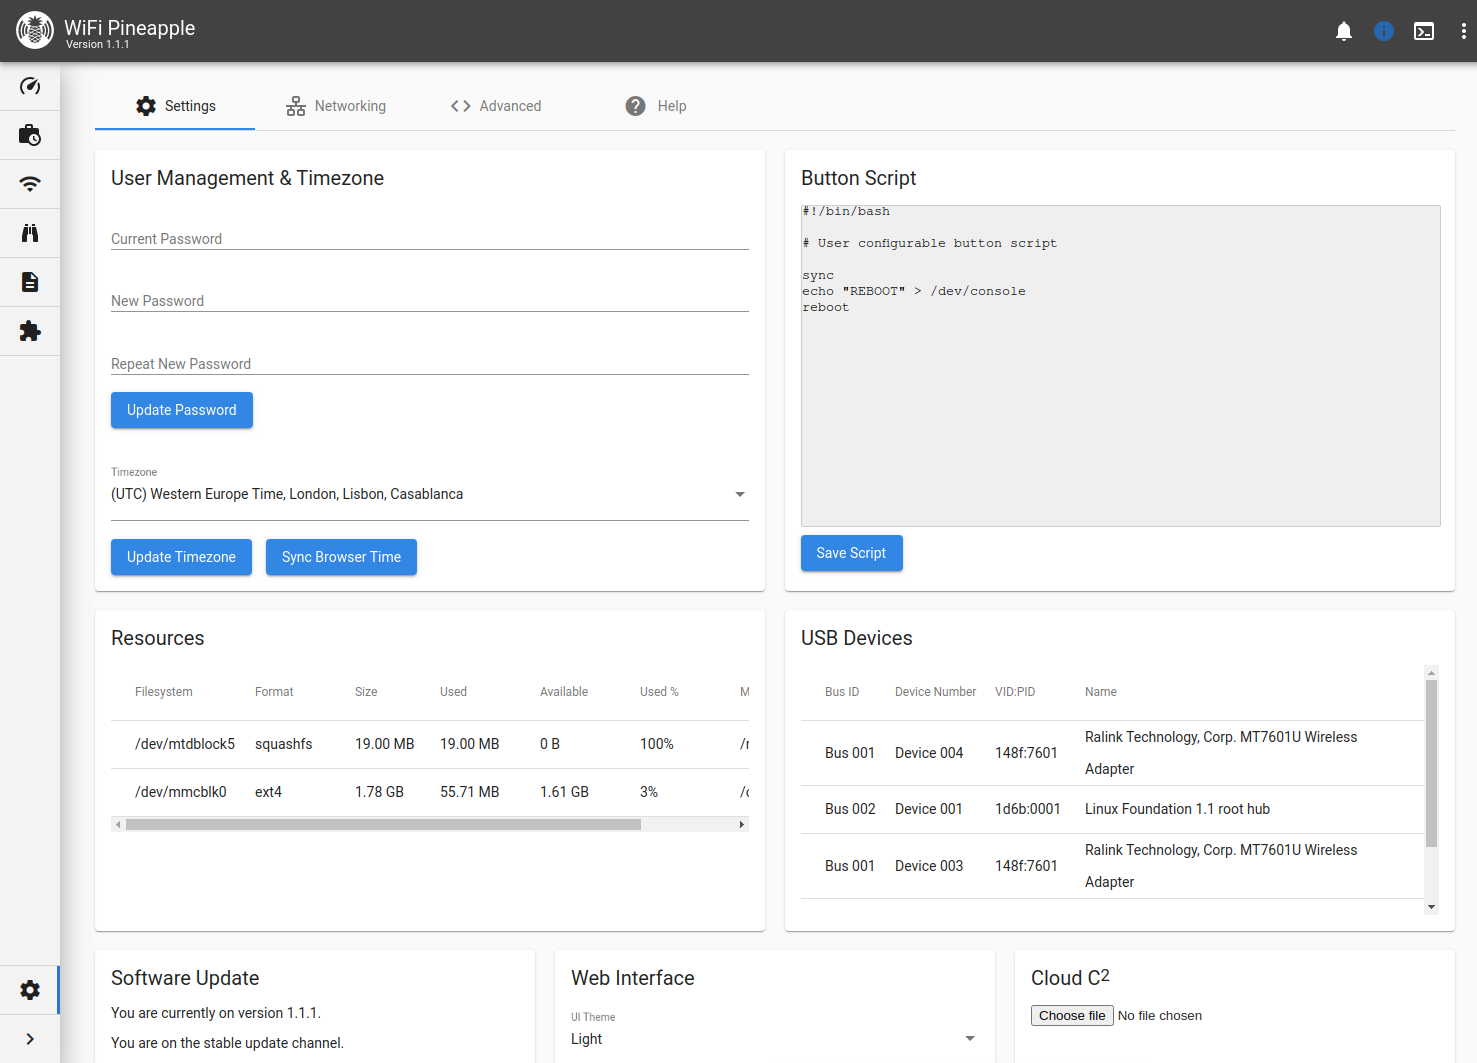 WiFi Pineapple
Version 1.1.1
Settings
Networking
Advanced
Help
User Management & Timezone
Current Password
New Password
Repeat New Password
Update Password
Timezone
(UTC) Western Europe Time, London, Lisbon, Casablanca
Update Timezone
Sync Browser Time
Button Script
#!/bin/bash
# User configurable button script
sync
echo "REBOOT" > /dev/console
reboot
Save Script
Resources
Filesystem Format Size Used Available Used % M
/dev/mtdblock5 squashfs 19.00 MB 19.00 MB 0 B 100%
/dev/mmcblk0 ext4 1.78 GB 55.71 MB 1.61 GB 3%
USB Devices
Bus ID Device Number VID:PID Name
Bus 001 Device 004 148f:7601 Ralink Technology, Corp. MT7601U Wireless
Adapter
Bus 002 Device 001 1d6b:0001 Linux Foundation 1.1 root hub
Bus 001 Device 003 148f:7601 Ralink Technology, Corp. MT7601U Wireless
Adapter
Software Update
You are currently on version 1.1.1.
You are on the stable update channel.
Web Interface
UI Theme
Light
Cloud C2
Choose file No file chosen